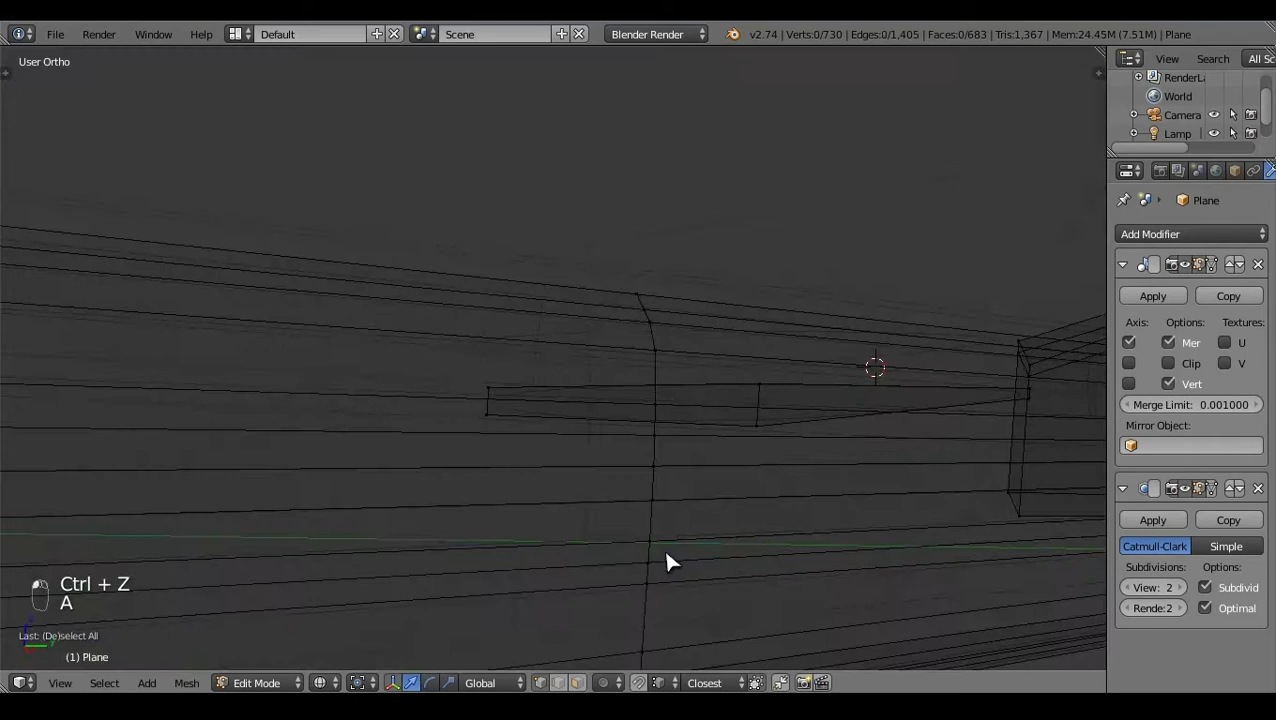 File Render Window Help Default Scene Blender Render v2.74 | Verts:0/730 | Edges:0/1,405 | Faces:0/683 | Tris:1,367 | Mem:24.45M (7.51M) | Plane
User Ortho
View Search All Sc
RenderLa
World
Camera
Lamp
Plane
Add Modifier
Apply Copy
Axis: Options: Textures:
Mer U
Clip V
Vert
Merge Limit: 0.001000
Mirror Object:
Apply Copy
Catmull-Clark Simple
Subdivisions: Options:
View: 2 Subdivid
Rende:2 Optimal
Ctrl + Z
A
Last: (De)select All
(1) Plane
View Select Add Mesh Edit Mode Global Closest